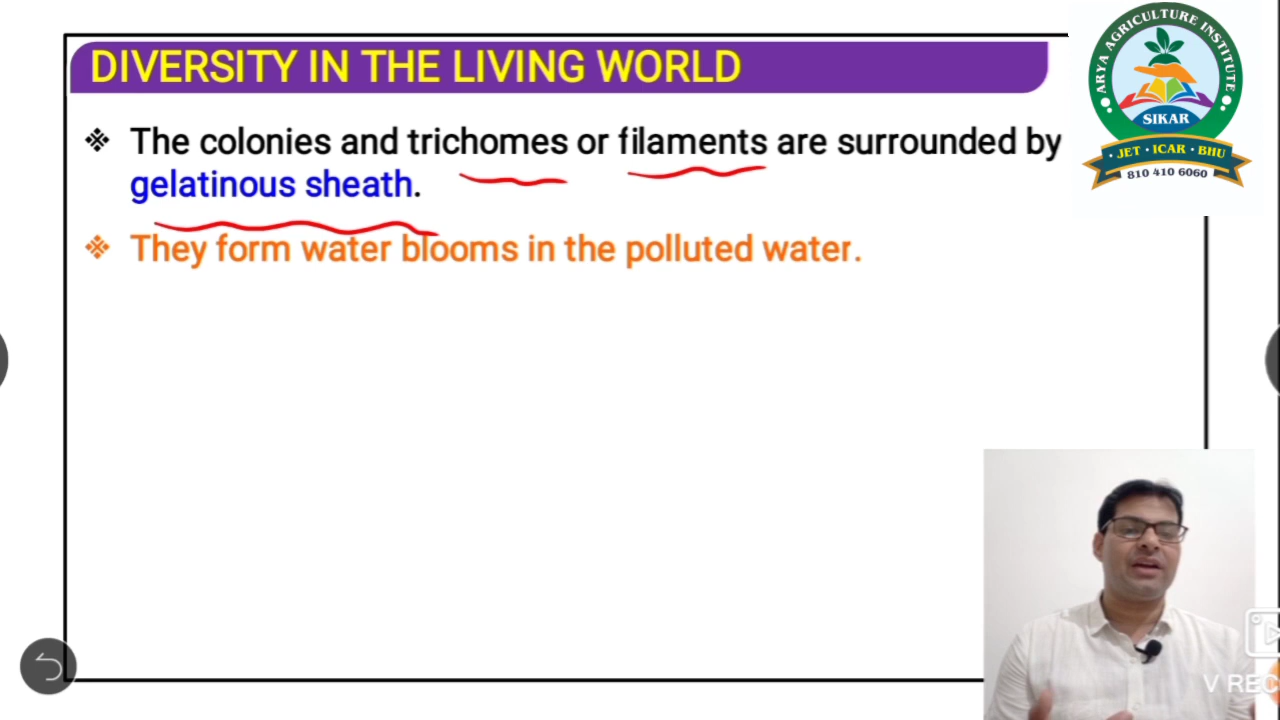 DIVERSITY IN THE LIVING WORLD
❖ The colonies and trichomes or filaments are surrounded by
gelatinous sheath.
❖ They form water blooms in the polluted water.
ARYA AGRICULTURE INSTITUTE
SIKAR
• JET • ICAR • BHU •
810 410 6060
V REC